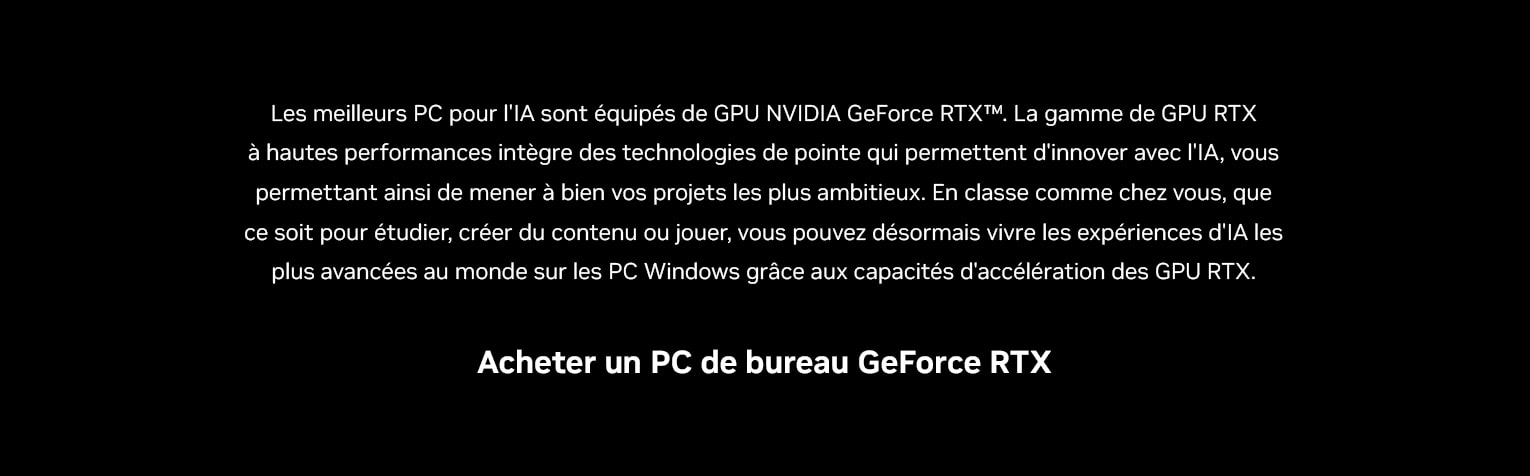 Les meilleurs PC pour l'IA sont équipés de GPU NVIDIA GeForce RTX™. La gamme de GPU RTX
à hautes performances intègre des technologies de pointe qui permettent d'innover avec l'IA, vous
permettant ainsi de mener à bien vos projets les plus ambitieux. En classe comme chez vous, que
ce soit pour étudier, créer du contenu ou jouer, vous pouvez désormais vivre les expériences d'IA les
plus avancées au monde sur les PC Windows grâce aux capacités d'accélération des GPU RTX.
Acheter un PC de bureau GeForce RTX